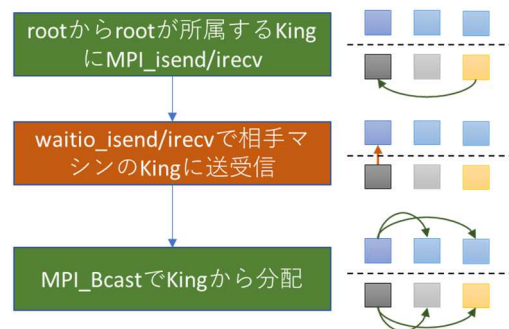 rootからrootが所属するKing
にMPI_isend/irecv
waitio_isend/irecvで相手マ
シンのKingに送受信
MPI_BcastでKingから分配